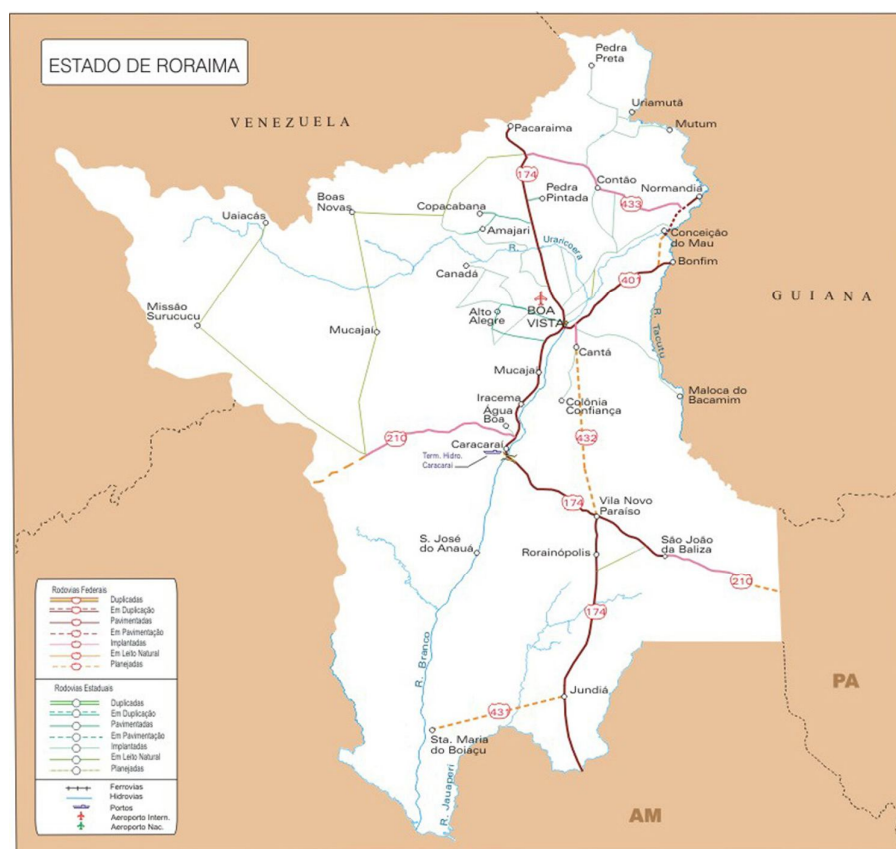 ESTADO DE RORAIMA
VENEZUELA
Pedra
Preta
Uriamutã
Mutum
Pacaraima
174
Pedra
Pintada
Contão
433
Normandia
Boas
Novas
Copacabana
Uaiacás
Amajari
R. Uraricoera
Conceição
do Mau
Bonfim
Canadá
401
GUIANA
Missão
Surucucu
Mucajaí
Alto
Alegre
BOA
VISTA
R. Tacutu
Cantá
Mucajaí
Iracema
Água
Boa
Colônia
Confiança
Maloca do
Bacamim
210
432
Caracaraí
Term. Hidro.
Caracaraí
174
Vila Novo
Paraíso
S. José
do Anauá
Rorainópolis
São João
da Baliza
210
174
R. Branco
Jundiá
431
Sta. Maria
do Boiaçu
R. Jauaperi
PA
AM
Rodovias Federais
Duplicadas
Em Duplicação
Pavimentadas
Em Pavimentação
Implantadas
Em Leito Natural
Planejadas
Rodovias Estaduais
Duplicadas
Em Duplicação
Pavimentadas
Em Pavimentação
Implantadas
Em Leito Natural
Planejadas
Ferrovias
Hidrovias
Portos
Aeroporto Intern.
Aeroporto Nac.